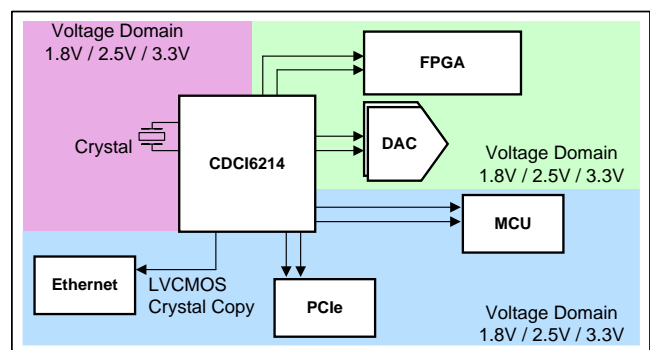 Voltage Domain
1.8V / 2.5V / 3.3V
FPGA
Crystal
CDCI6214
DAC
Voltage Domain
1.8V / 2.5V / 3.3V
MCU
Ethernet
LVCMOS
Crystal Copy
PCIe
Voltage Domain
1.8V / 2.5V / 3.3V